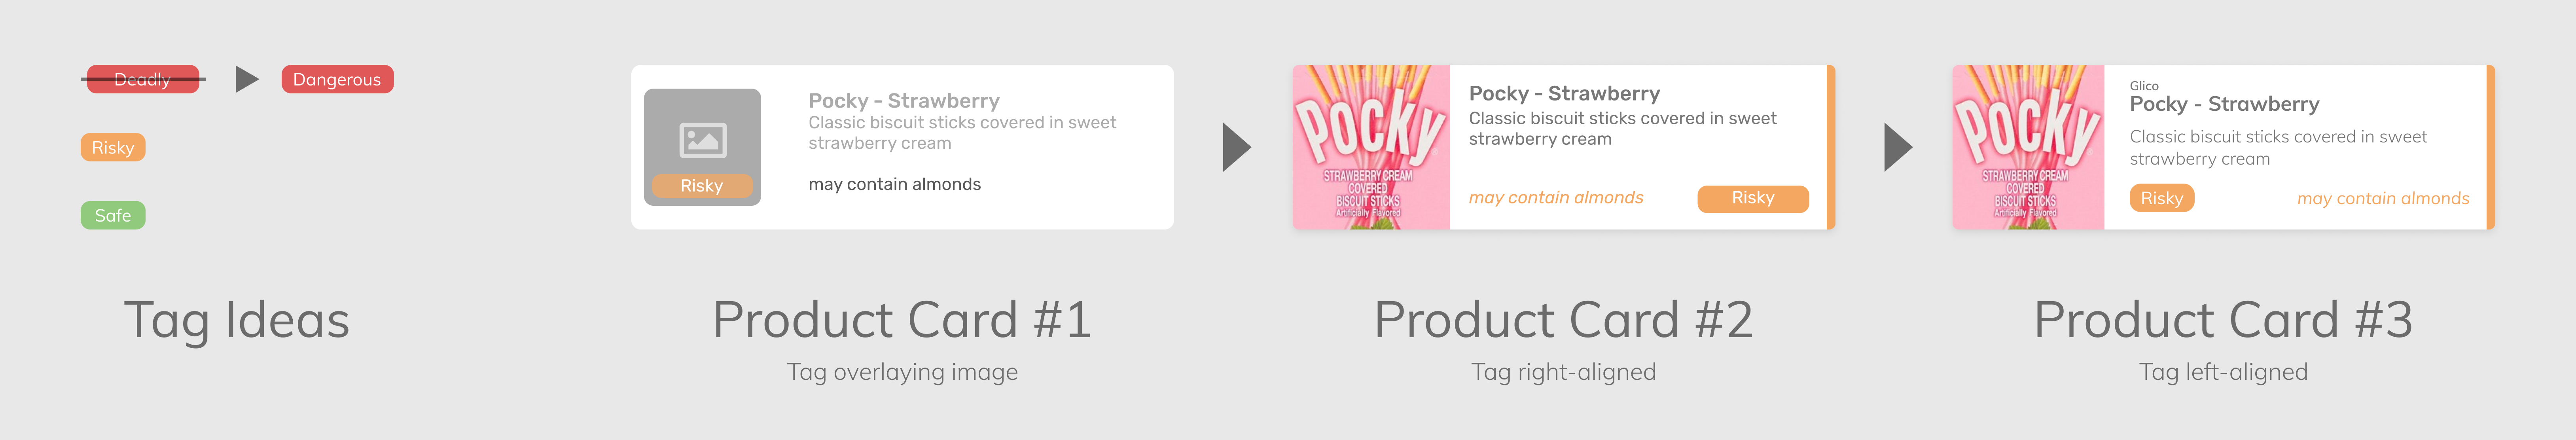 Deadly
Dangerous
Risky
Safe
Tag Ideas
Pocky - Strawberry
Classic biscuit sticks covered in sweet
strawberry cream
Risky
may contain almonds
Product Card #1
Tag overlaying image
POCKY
STRAWBERRY CREAM
COVERED
BISCUIT STICKS
Artificially Flavored
Pocky - Strawberry
Classic biscuit sticks covered in sweet
strawberry cream
may contain almonds
Risky
Product Card #2
Tag right-aligned
POCKY
STRAWBERRY CREAM
COVERED
BISCUIT STICKS
Artificially Flavored
Glico
Pocky - Strawberry
Classic biscuit sticks covered in sweet
strawberry cream
Risky
may contain almonds
Product Card #3
Tag left-aligned